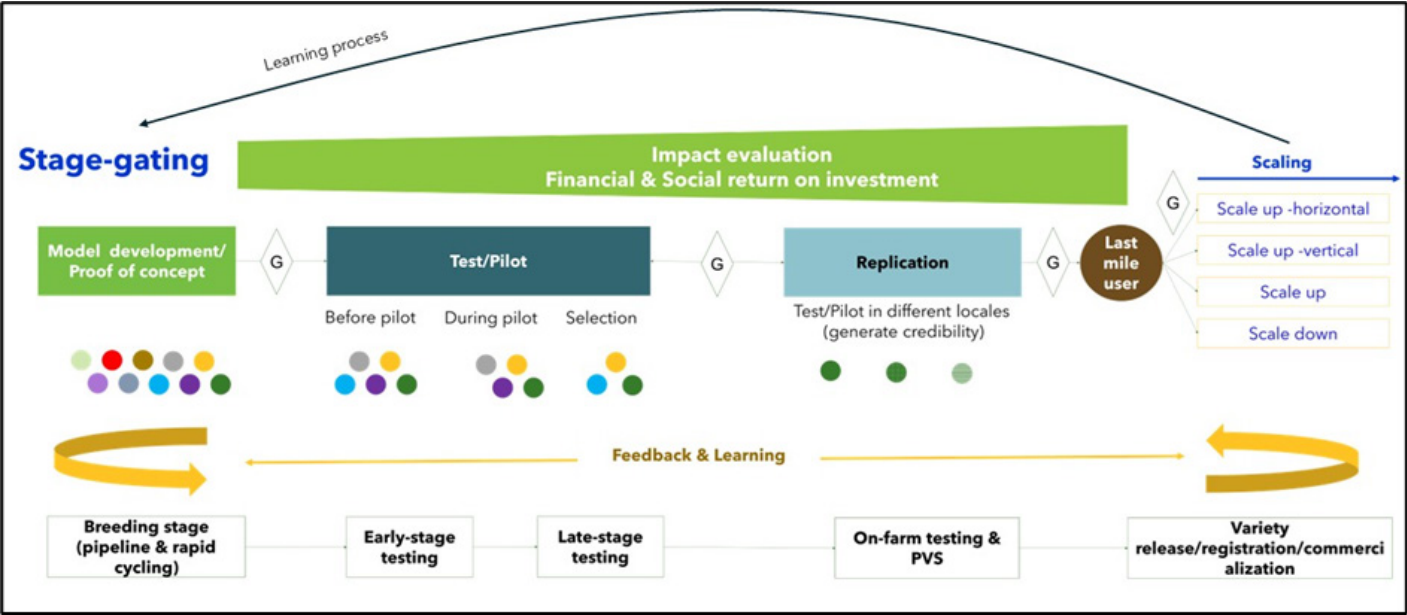 Learning process
Stage-gating
Impact evaluation
Financial & Social return on investment
Scaling
G
Scale up -horizontal
Scale up -vertical
Scale up
Scale down
Model development/
Proof of concept
G
Test/Pilot
G
Replication
G
Last
mile
user
Before pilot
During pilot
Selection
Test/Pilot in different locales
(generate credibility)
Feedback & Learning
Breeding stage
(pipeline & rapid
cycling)
Early-stage
testing
Late-stage
testing
On-farm testing &
PVS
Variety
release/registration/commerci
alization